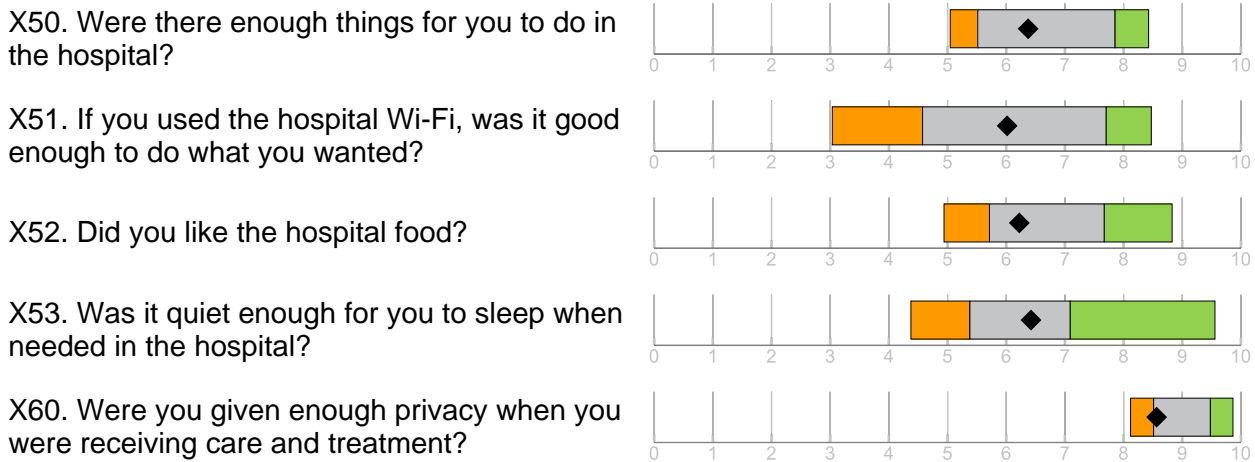 X50. Were there enough things for you to do in
the hospital?
0 1 2 3 4 5 6 7 8 9 10
X51. If you used the hospital Wi-Fi, was it good
enough to do what you wanted?
0 1 2 3 4 5 6 7 8 9 10
X52. Did you like the hospital food?
0 1 2 3 4 5 6 7 8 9 10
X53. Was it quiet enough for you to sleep when
needed in the hospital?
0 1 2 3 4 5 6 7 8 9 10
X60. Were you given enough privacy when you
were receiving care and treatment?
0 1 2 3 4 5 6 7 8 9 10